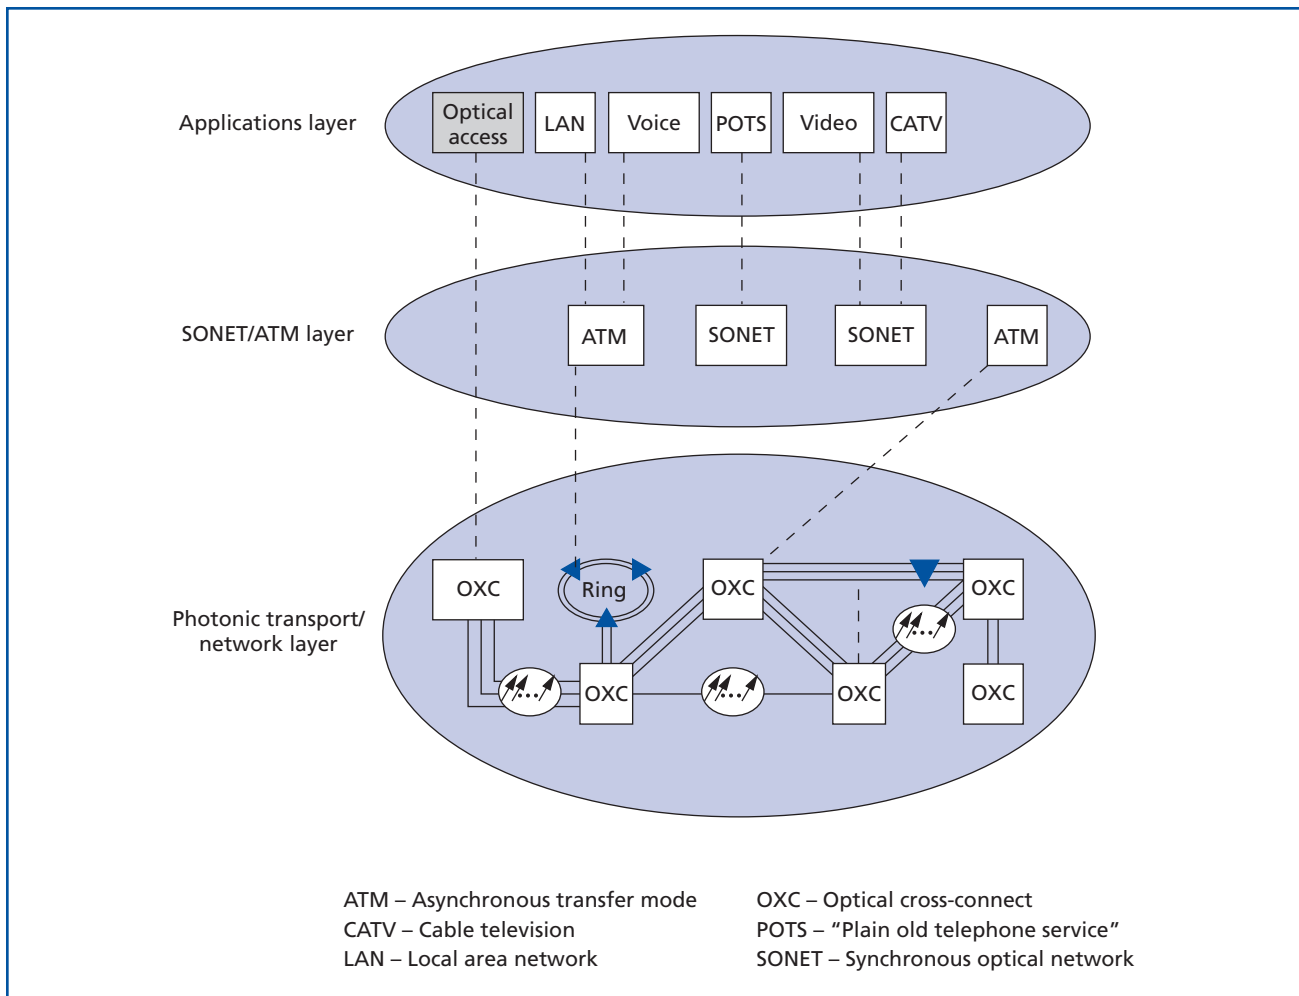 Applications layer
Optical
access
LAN
Voice
POTS
Video
CATV
SONET/ATM layer
ATM
SONET
SONET
ATM
Photonic transport/
network layer
OXC
Ring
OXC
OXC
OXC
OXC
OXC
ATM – Asynchronous transfer mode
CATV – Cable television
LAN – Local area network
OXC – Optical cross-connect
POTS – “Plain old telephone service”
SONET – Synchronous optical network